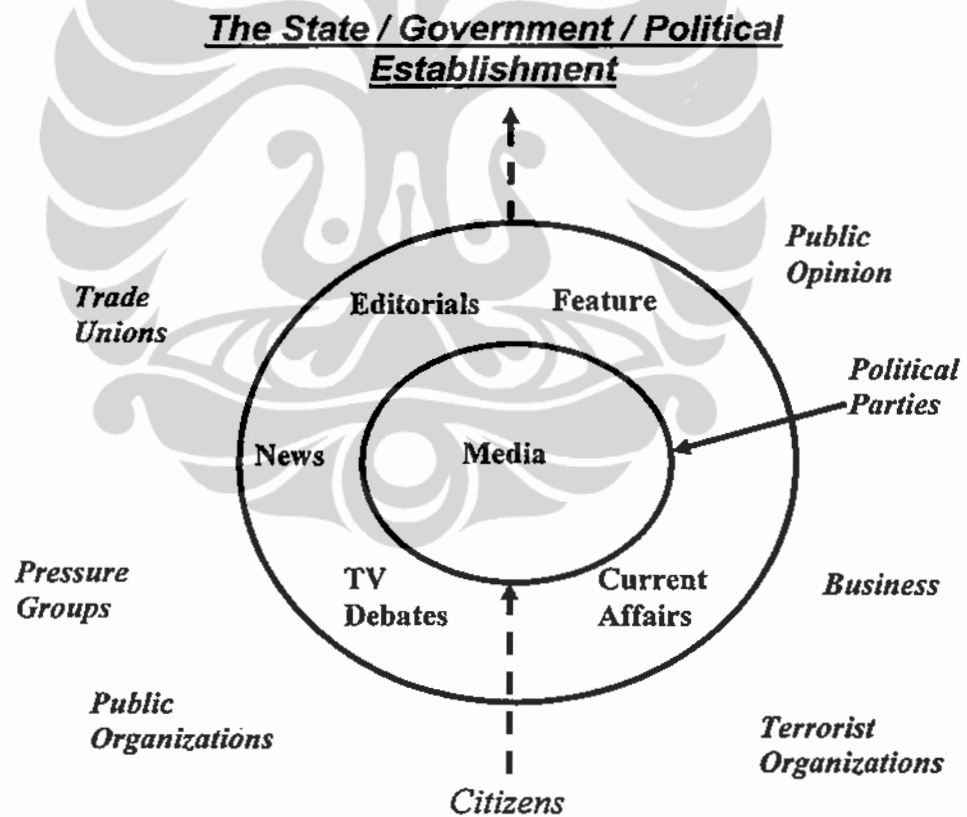 The State / Government / Political
Establishment
Public
Opinion
Editorials
Feature
Trade
Unions
Political
Parties
News
Media
Pressure
Groups
TV
Debates
Current
Affairs
Business
Public
Organizations
Terrorist
Organizations
Citizens